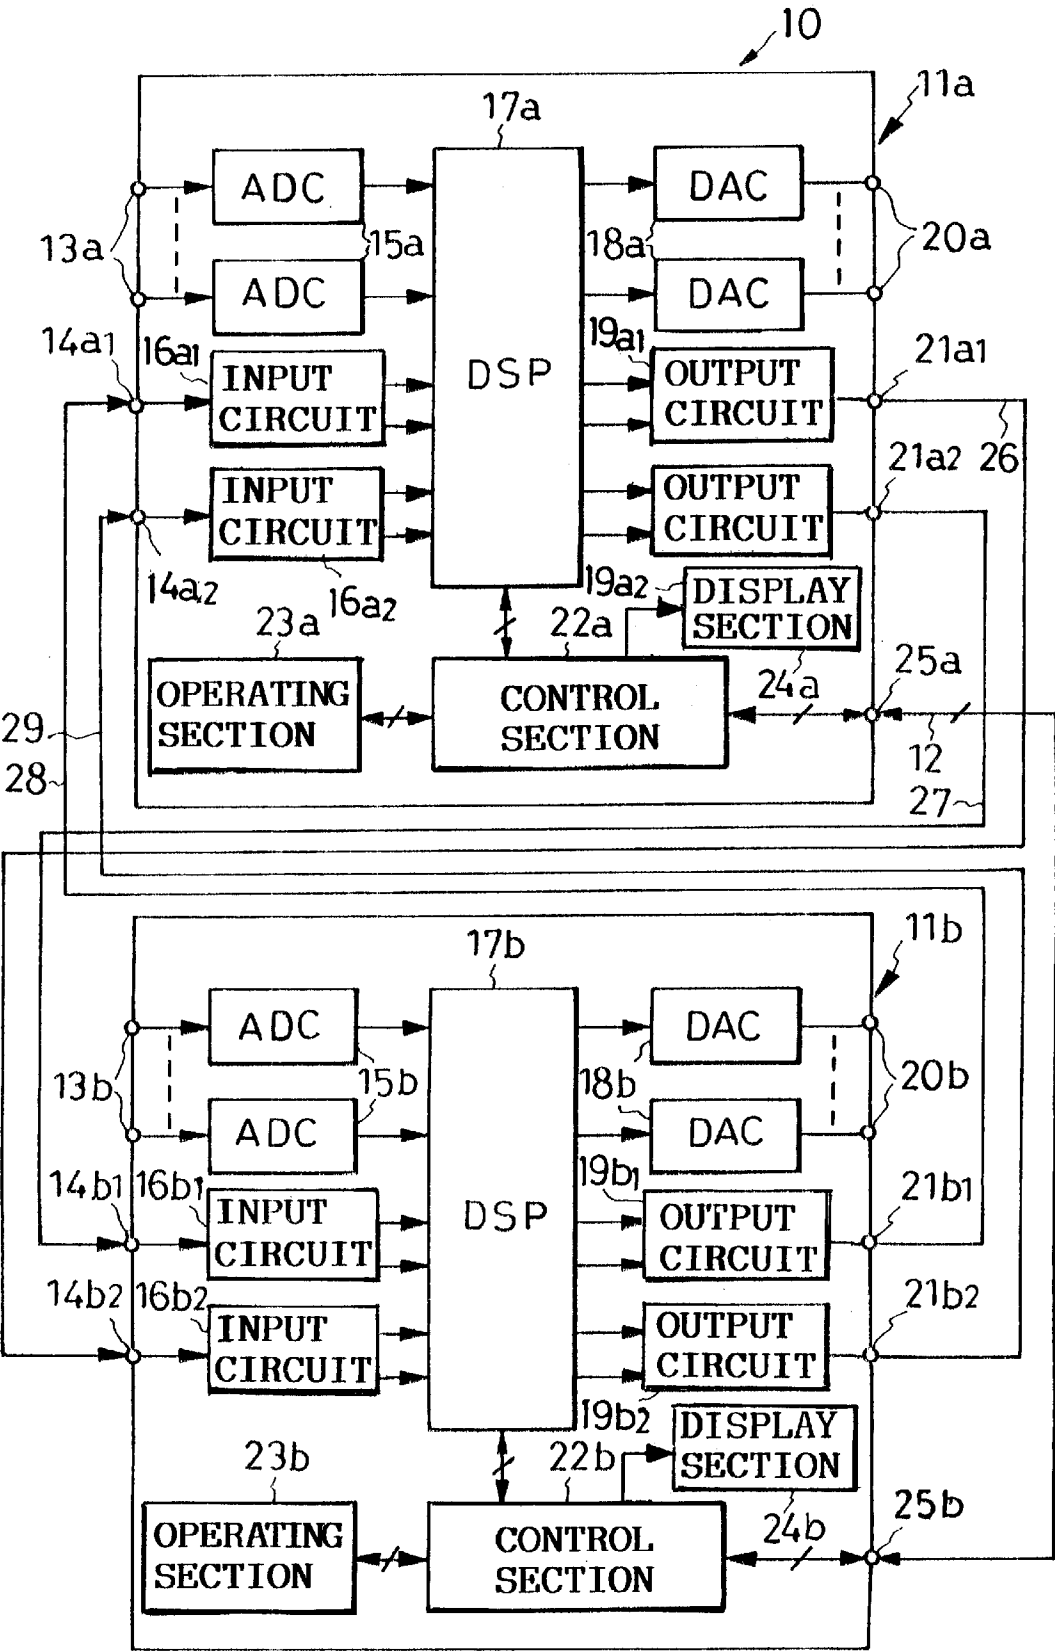 10
11a
17a
ADC
DAC
13a
15a
18a
20a
ADC
DAC
14a1
16a1
19a1
21a1
INPUT
CIRCUIT
DSP
OUTPUT
CIRCUIT
26
21a2
INPUT
CIRCUIT
OUTPUT
CIRCUIT
14a2
16a2
19a2
DISPLAY
SECTION
23a
22a
24a
25a
OPERATING
SECTION
CONTROL
SECTION
29
12
28
27
11b
17b
ADC
DAC
13b
15b
18b
20b
ADC
DAC
14b1
16b1
19b1
21b1
INPUT
CIRCUIT
DSP
OUTPUT
CIRCUIT
14b2
16b2
21b2
INPUT
CIRCUIT
OUTPUT
CIRCUIT
19b2
DISPLAY
SECTION
23b
22b
24b
25b
OPERATING
SECTION
CONTROL
SECTION